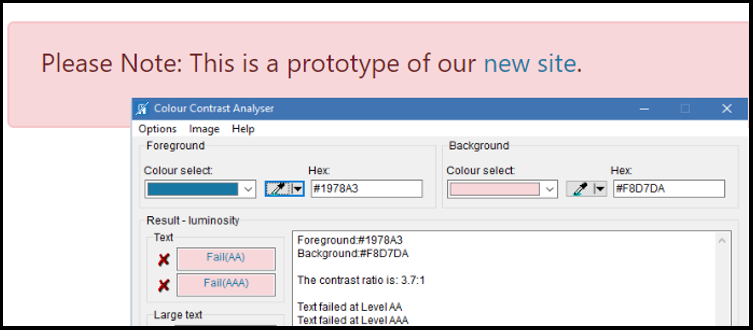 Please Note: This is a prototype of our new site.
Colour Contrast Analyser
Options Image Help
Foreground
Background
Colour select: Hex:
Colour select: Hex:
#1978A3
#F8D7DA
Result - luminosity
Text
Fail(AA)
Fail(AAA)
Foreground:#1978A3
Background:#F8D7DA
The contrast ratio is: 3.7:1
Text failed at Level AA
Text failed at Level AAA
Large text